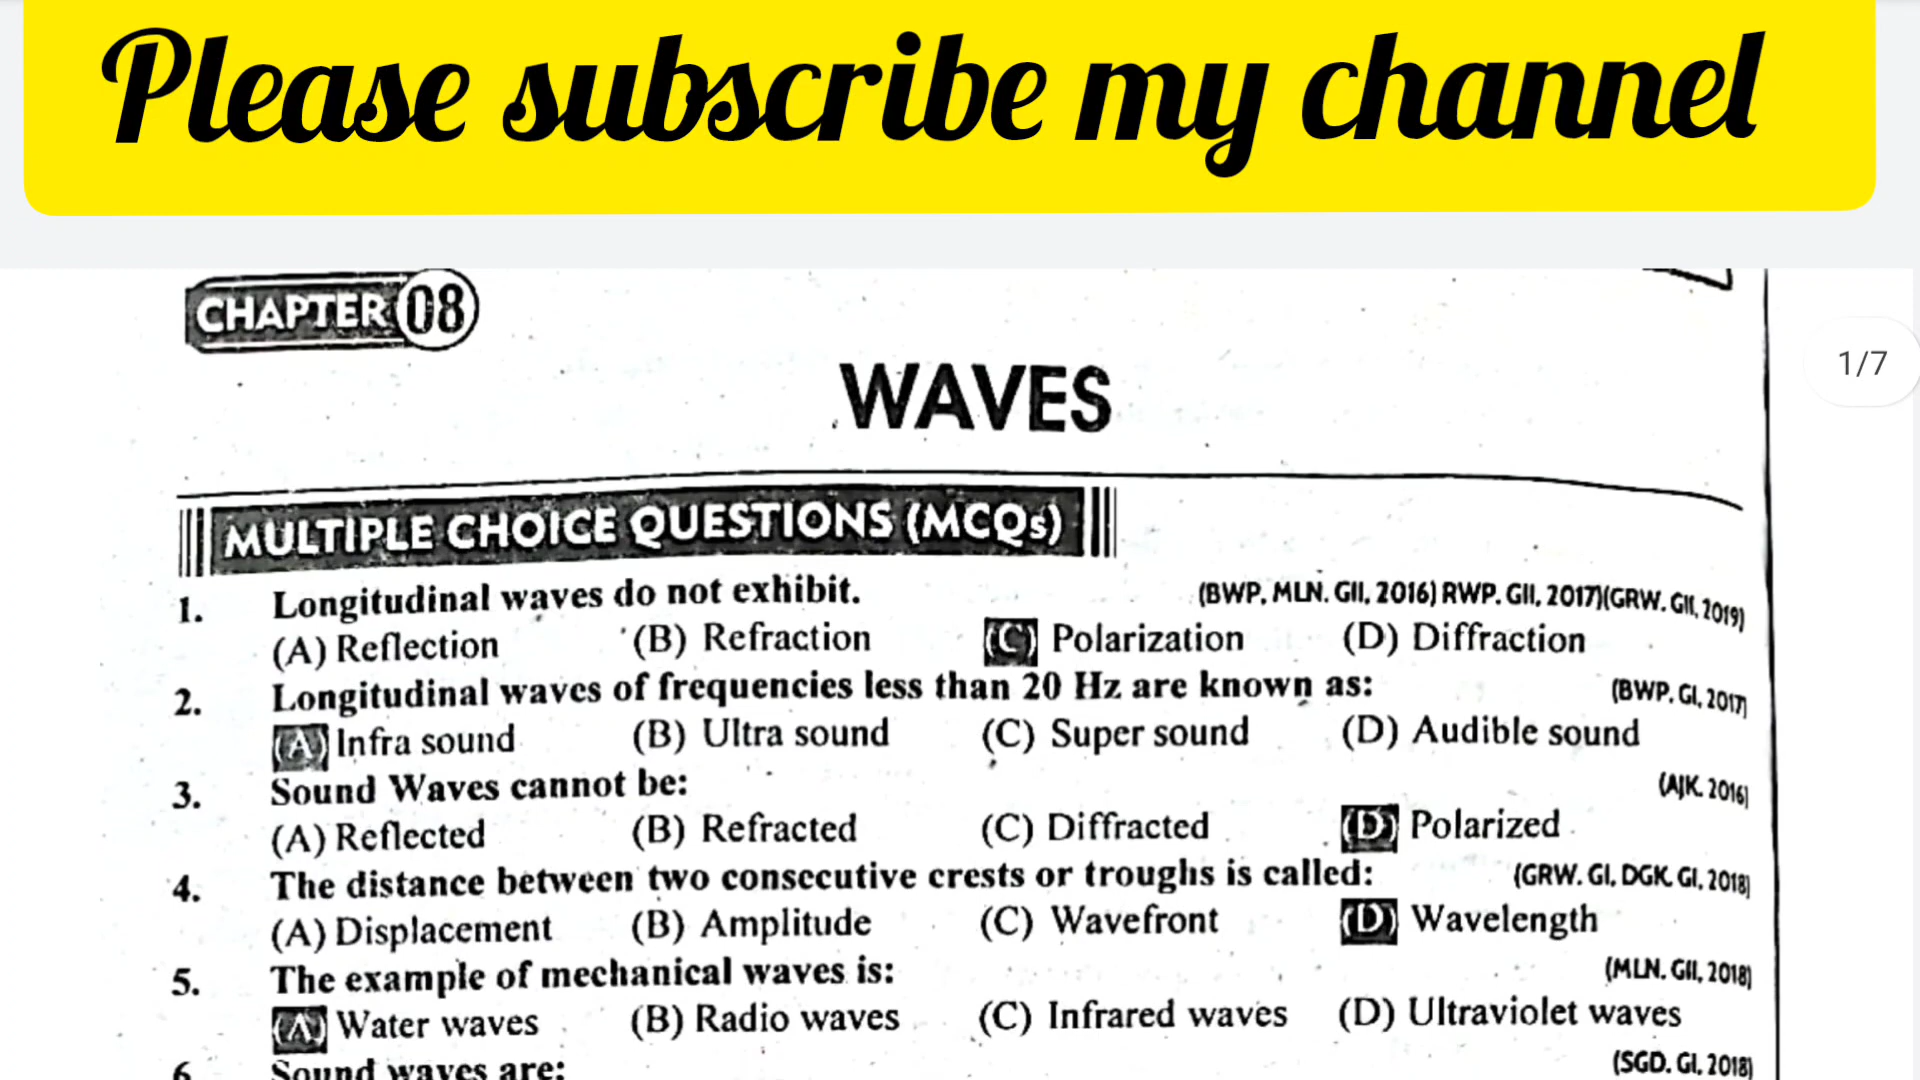 Please subscribe my channel
CHAPTER 08
1/7
WAVES
MULTIPLE CHOICE QUESTIONS (MCQs)
1. Longitudinal waves do not exhibit. (BWP, MLN. GII, 2016) RWP. GII, 2017)(GRW. GII, 2019)
(A) Reflection (B) Refraction (C) Polarization (D) Diffraction
2. Longitudinal waves of frequencies less than 20 Hz are known as: (BWP. GI, 2017)
(A) Infra sound (B) Ultra sound (C) Super sound (D) Audible sound
3. Sound Waves cannot be: (AJK. 2016)
(A) Reflected (B) Refracted (C) Diffracted (D) Polarized
4. The distance between two consecutive crests or troughs is called: (GRW. GI, DGK. GI, 2018)
(A) Displacement (B) Amplitude (C) Wavefront (D) Wavelength
5. The example of mechanical waves is: (MLN. GII, 2018)
(A) Water waves (B) Radio waves (C) Infrared waves (D) Ultraviolet waves
6. Sound waves are: (SGD. GI, 2018)